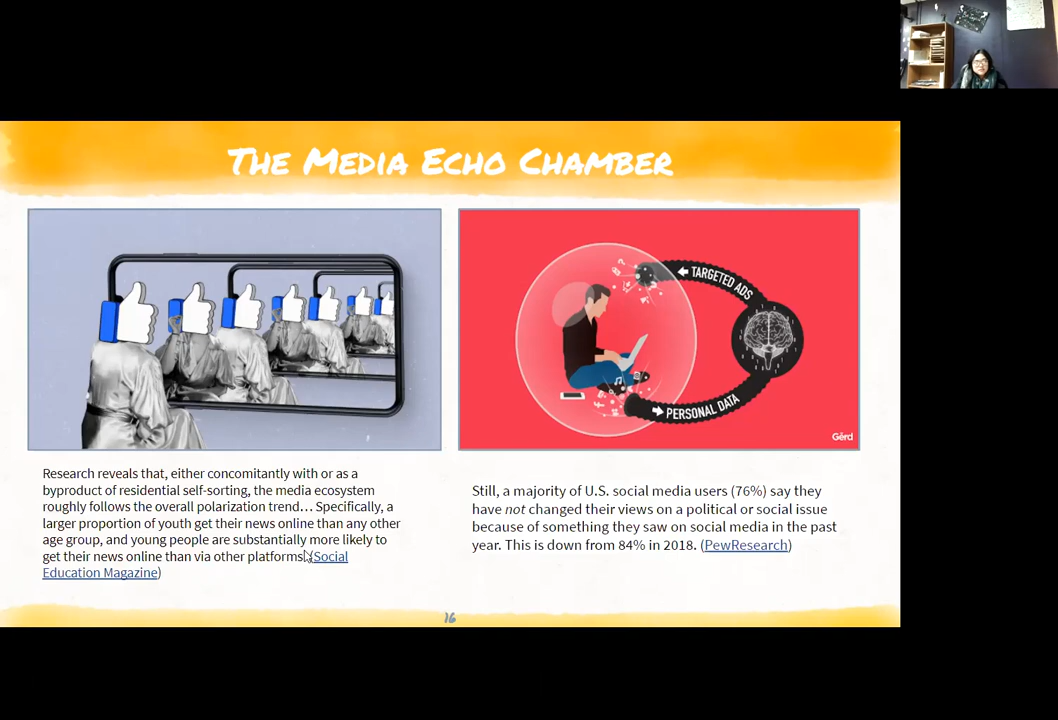 The Media Echo Chamber
TARGETED ADS
PERSONAL DATA
Gerd
Research reveals that, either concomitantly with or as a
byproduct of residential self-sorting, the media ecosystem
roughly follows the overall polarization trend… Specifically, a
larger proportion of youth get their news online than any other
age group, and young people are substantially more likely to
get their news online than via other platforms. (Social
Education Magazine)
Still, a majority of U.S. social media users (76%) say they
have not changed their views on a political or social issue
because of something they saw on social media in the past
year. This is down from 84% in 2018. (PewResearch)
16